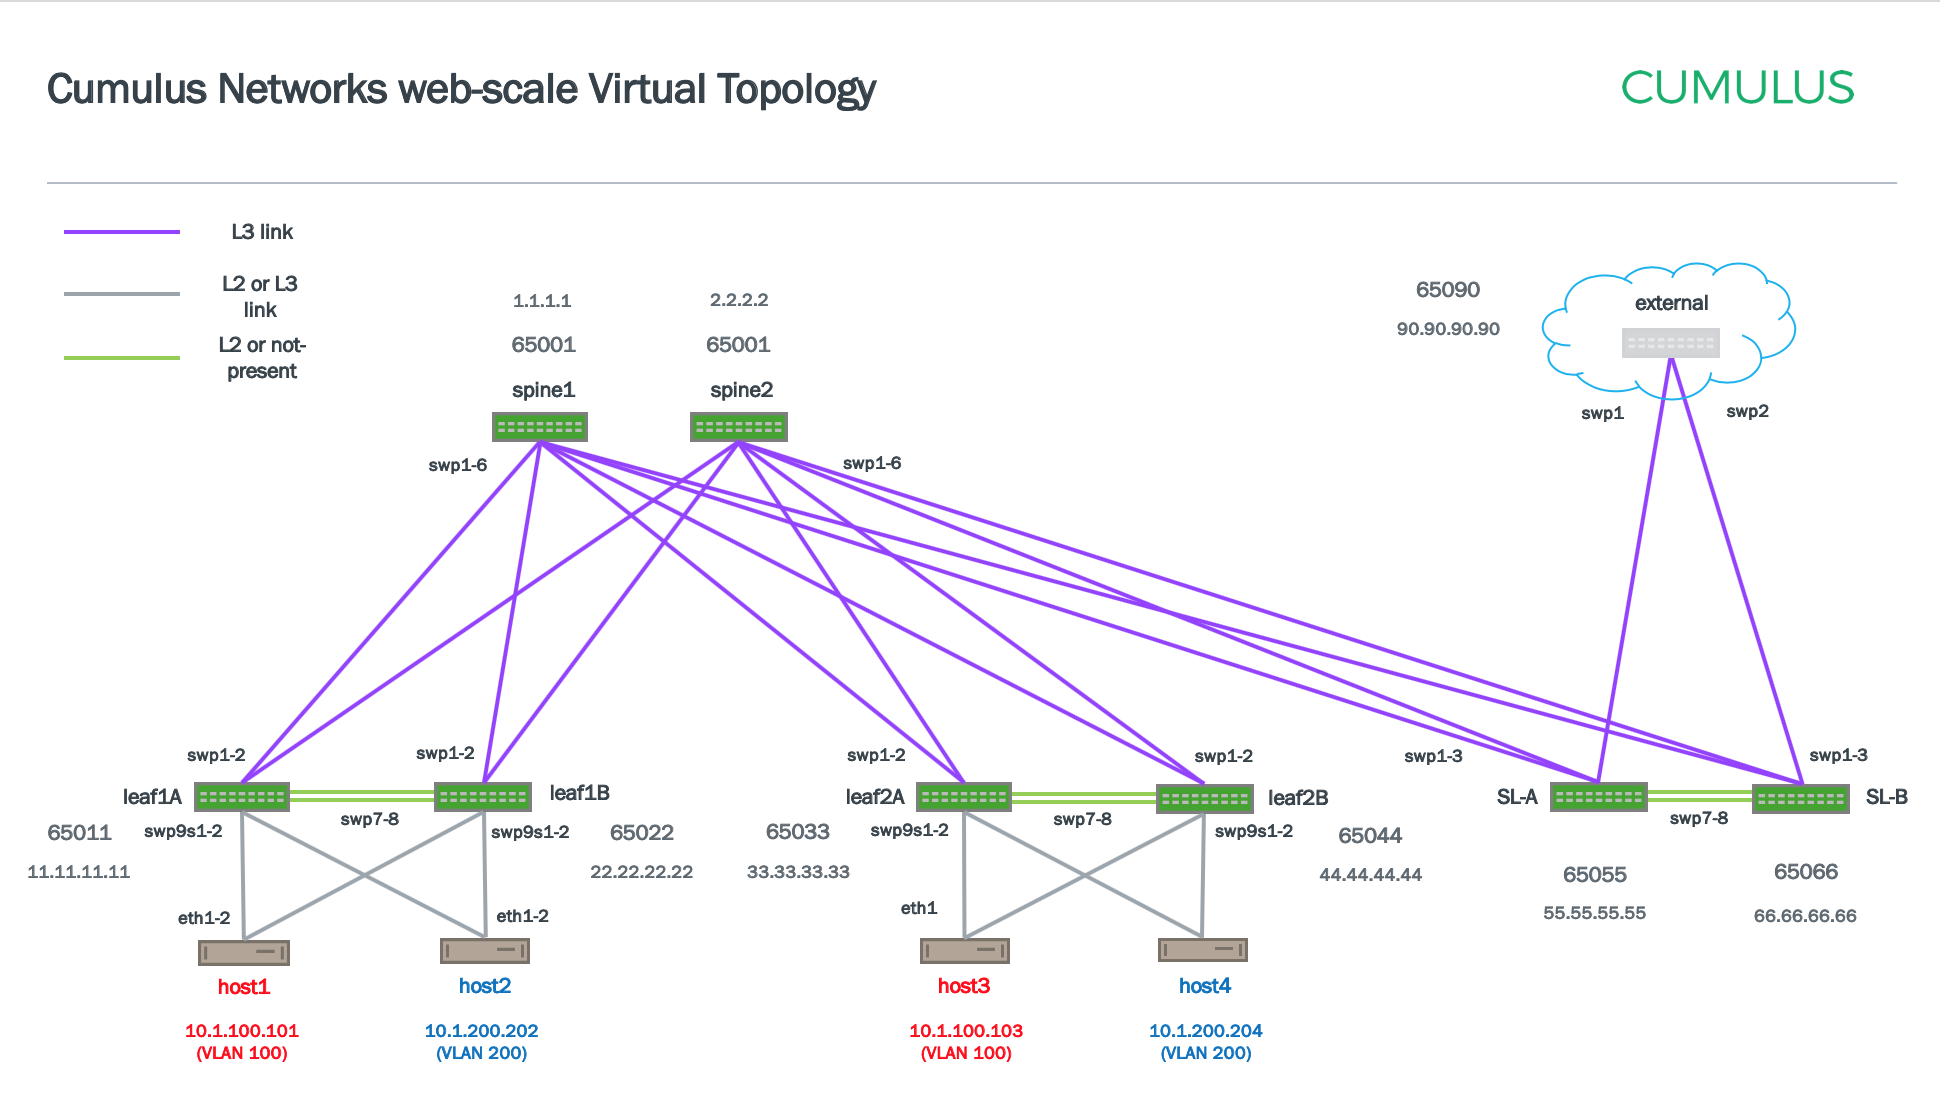 Cumulus Networks web-scale Virtual Topology
CUMULUS
L3 link
L2 or L3
link
L2 or not-
present
1.1.1.1
65001
spine1
2.2.2.2
65001
spine2
65090
90.90.90.90
external
swp1
swp2
swp1-6
swp1-6
swp1-2
swp1-2
swp1-2
swp1-2
swp1-3
swp1-3
leaf1A
leaf1B
leaf2A
leaf2B
SL-A
SL-B
65011
swp9s1-2
swp7-8
swp9s1-2
65022
65033
swp9s1-2
swp7-8
swp9s1-2
65044
swp7-8
11.11.11.11
22.22.22.22
33.33.33.33
44.44.44.44
65055
65066
55.55.55.55
66.66.66.66
eth1-2
eth1-2
eth1
host1
host2
host3
host4
10.1.100.101
(VLAN 100)
10.1.200.202
(VLAN 200)
10.1.100.103
(VLAN 100)
10.1.200.204
(VLAN 200)